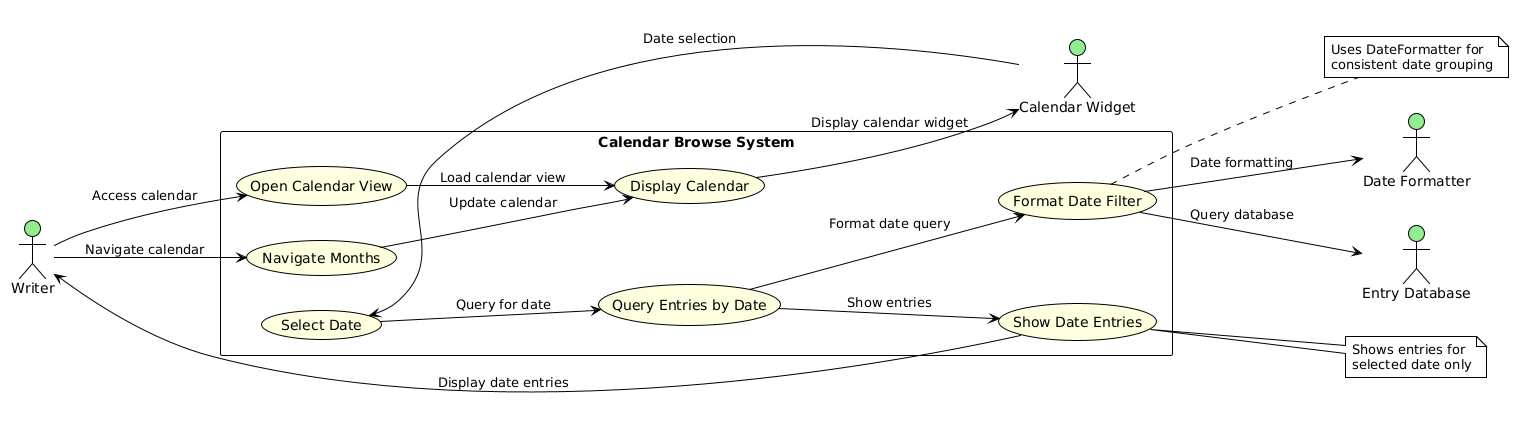 Date selection
Uses DateFormatter for
consistent date grouping
Calendar Widget
Display calendar widget
Calendar Browse System
Date formatting
Date Formatter
Open Calendar View
Load calendar view
Display Calendar
Access calendar
Update calendar
Format Date Filter
Format date query
Query database
Navigate calendar
Navigate Months
Writer
Entry Database
Query for date
Query Entries by Date
Show entries
Select Date
Show Date Entries
Shows entries for
selected date only
Display date entries